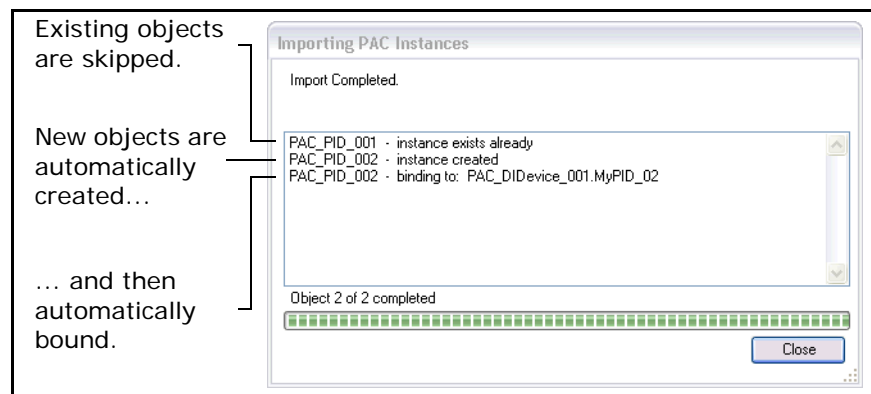 Existing objects
are skipped.
New objects are
automatically
created...
... and then
automatically
bound.
Importing PAC Instances
Import Completed.
PAC_PID_001 - instance exists already
PAC_PID_002 - instance created
PAC_PID_002 - binding to: PAC_DIDevice_001.MyPID_02
Object 2 of 2 completed
Close